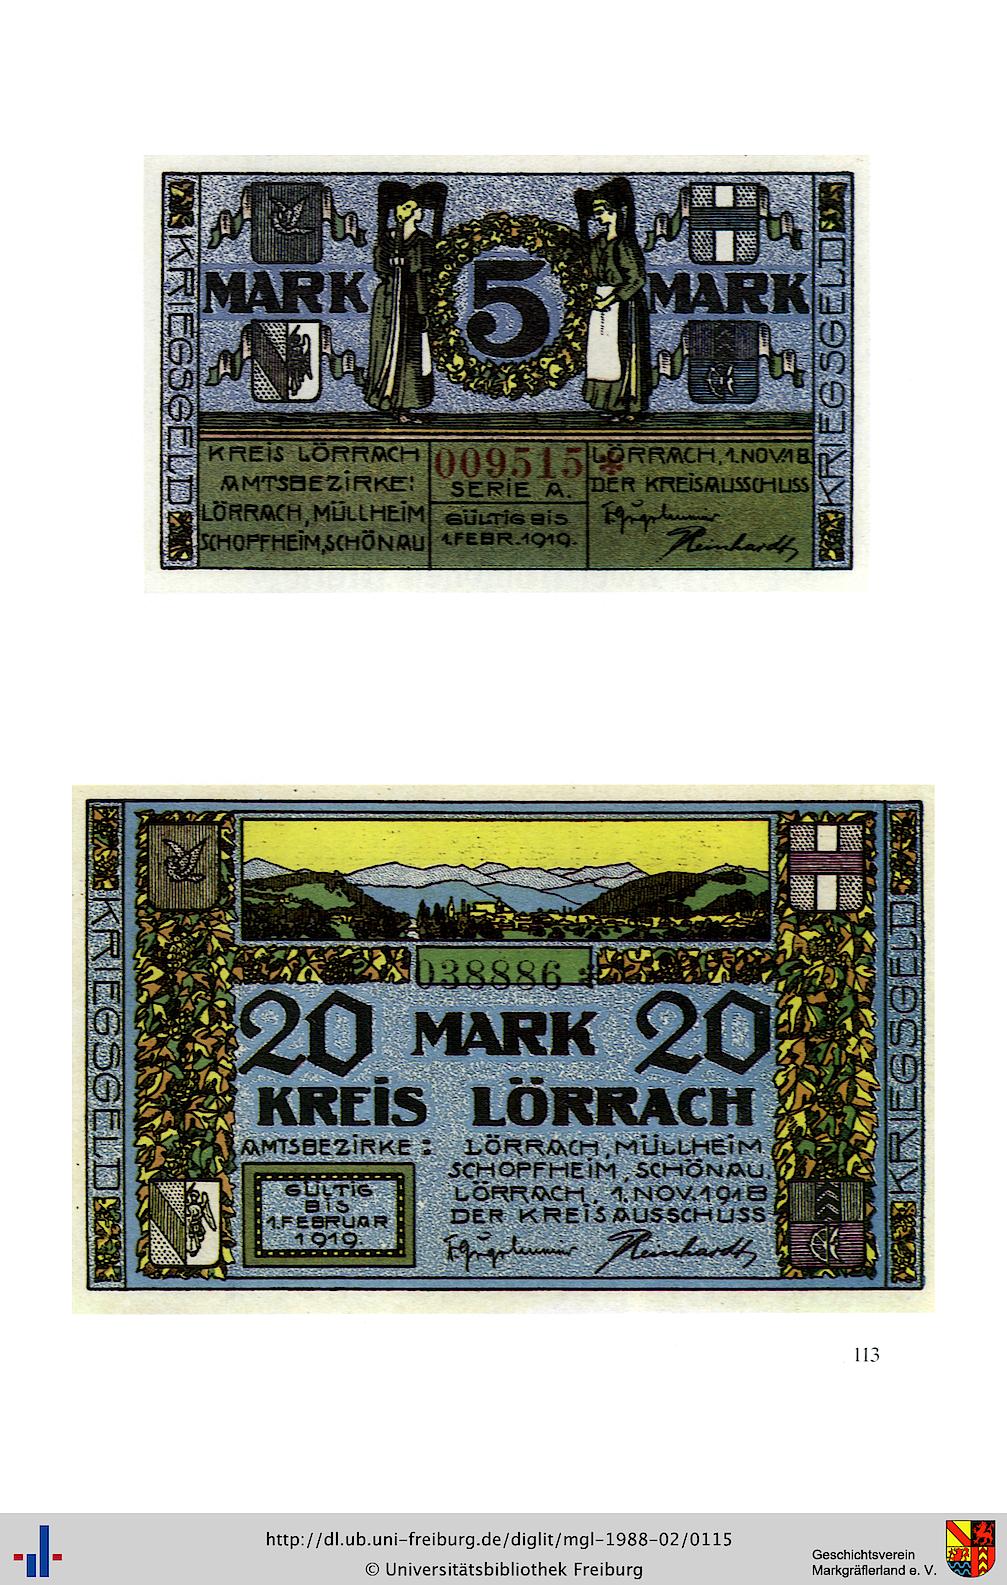 MARK 5 MARK
KRIEGSGELD
KRIEGSGELD
KREIS LÖRRACH
AMTSBEZIRKE:
LÖRRACH, MÜLLHEIM
SCHOPFHEIM, SCHÖNAU
009515
SERIE A.
GÜLTIG BIS
1. FEBR. 1919.
LÖRRACH, 1. NOV. 18
DER KREISAUSSCHUSS
Reinhardt
KRIEGSGELD
KRIEGSGELD
038886
20 MARK 20
KREIS LÖRRACH
AMTSBEZIRKE: LÖRRACH, MÜLLHEIM
SCHOPFHEIM, SCHÖNAU.
LÖRRACH, 1. NOV. 1918
DER KREISAUSSCHUSS
GÜLTIG
BIS
1. FEBRUAR
1919.
Reinhardt
113
http://dl.ub.uni-freiburg.de/diglit/mgl-1988-02/0115
© Universitätsbibliothek Freiburg
Geschichtsverein
Markgräflerland e. V.